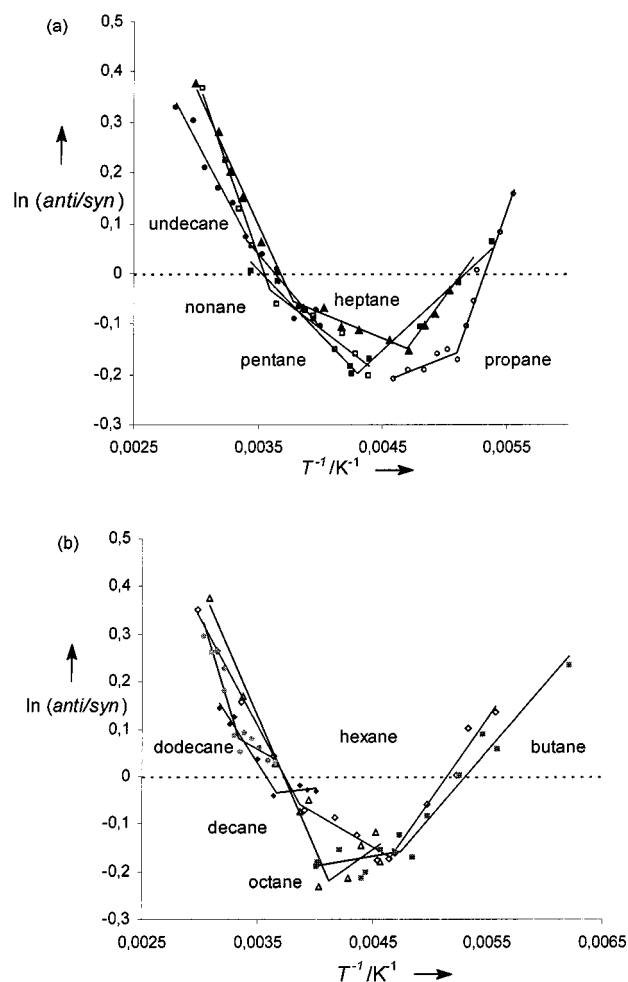 (a)
0,5
0,4
0,3
0,2
ln (anti/syn)
0,1
undecane
0
nonane
heptane
-0,1
pentane
propane
-0,2
-0,3
0,0025 0,0035 0,0045 0,0055
T⁻¹/K⁻¹
(b)
0,5
0,4
0,3
0,2
ln (anti/syn)
0,1
hexane
dodecane
butane
0
decane
-0,1
octane
-0,2
-0,3
0,0025 0,0035 0,0045 0,0055 0,0065
T⁻¹/K⁻¹